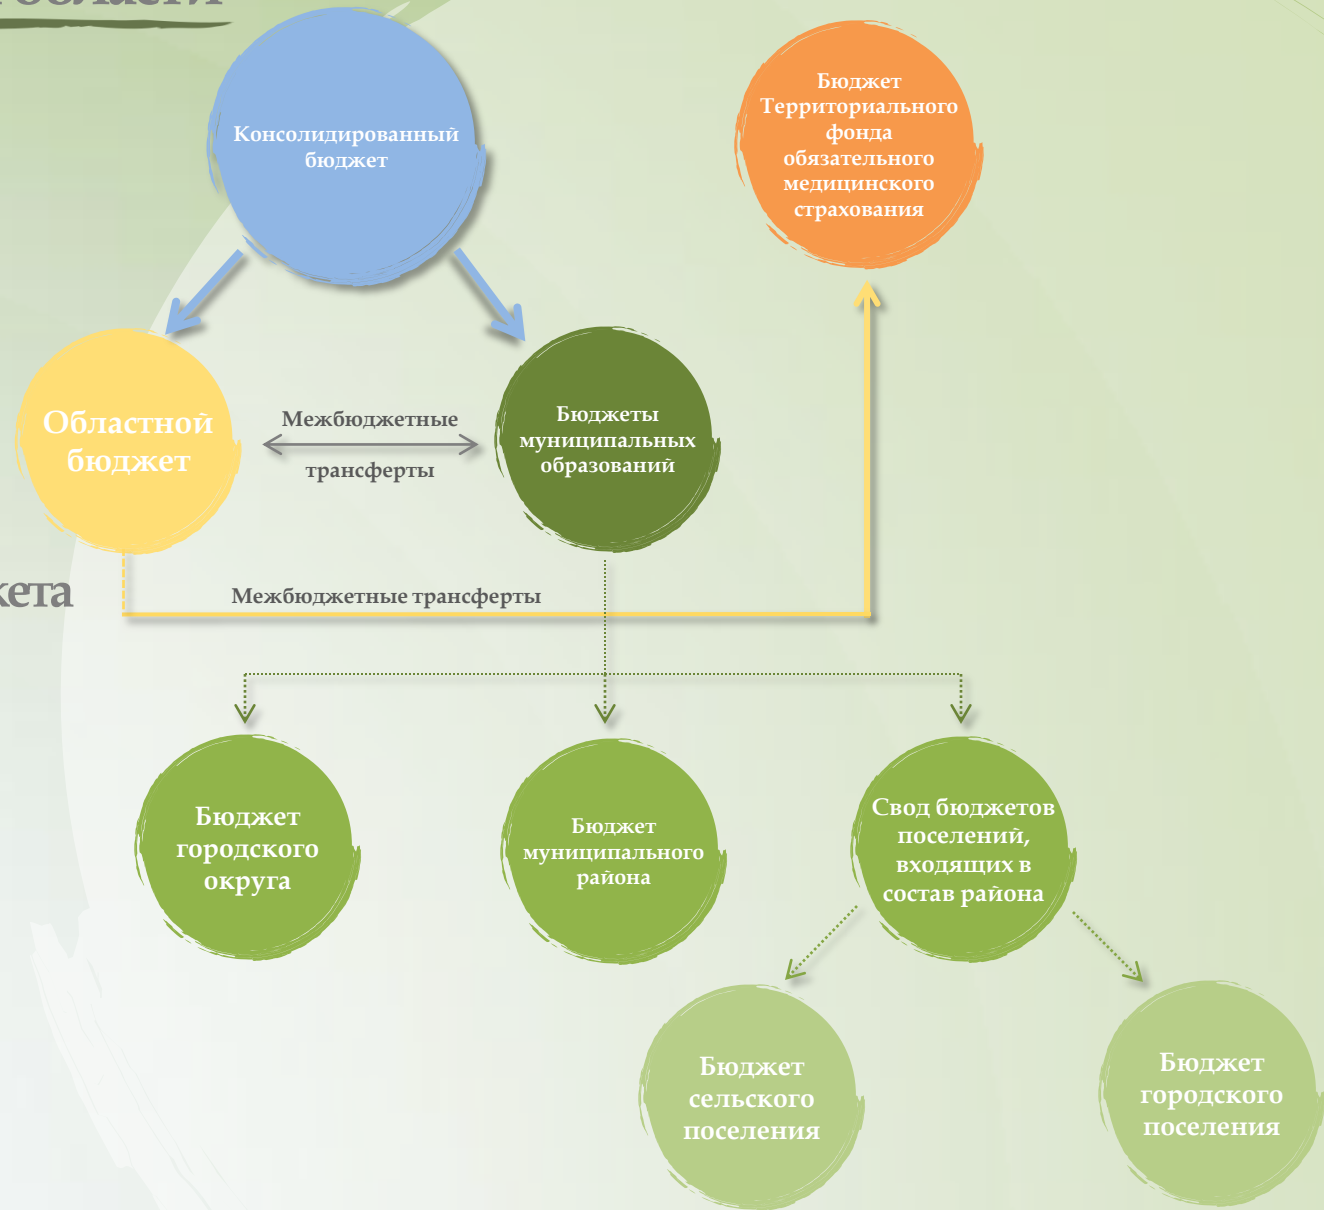 области
Консолидированный
бюджет
Бюджет
Территориального
фонда
обязательного
медицинского
страхования
Областной
бюджет
Межбюджетные
трансферты
Бюджеты
муниципальных
образований
Межбюджетные трансферты
Бюджет
городского
округа
Бюджет
муниципального
района
Свод бюджетов
поселений,
входящих в
состав района
Бюджет
сельского
поселения
Бюджет
городского
поселения